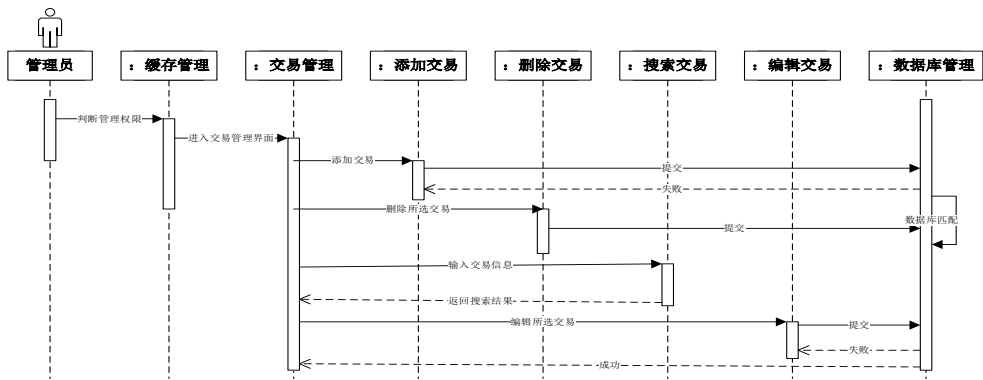 管理员
：缓存管理
：交易管理
：添加交易
：删除交易
：搜索交易
：编辑交易
：数据库管理
判断管理权限
进入交易管理界面
添加交易
提交
失败
删除所选交易
数据库匹配
提交
输入交易信息
返回搜索结果
编辑所选交易
提交
失败
成功